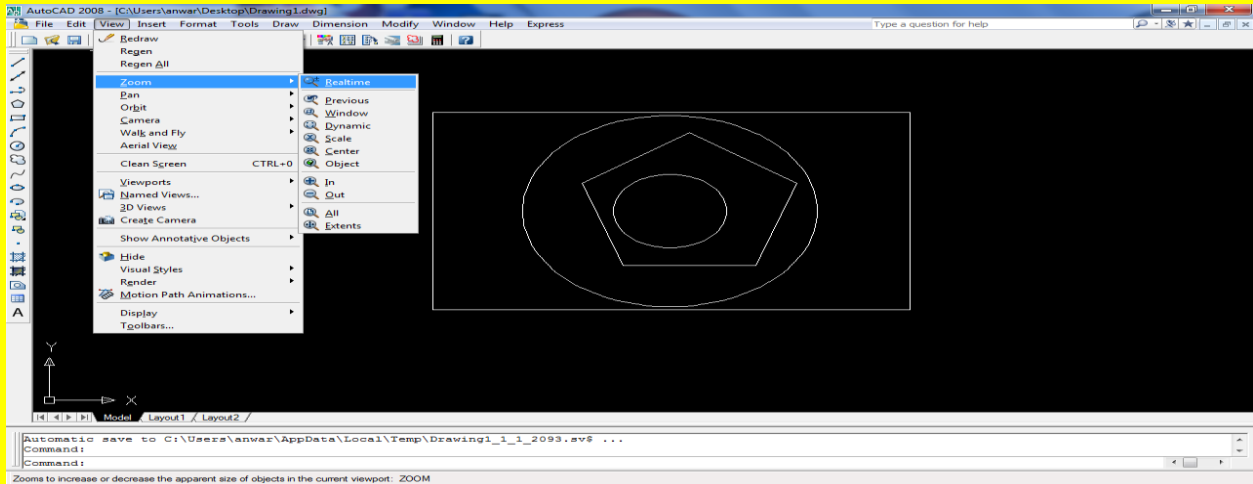 AutoCAD 2008 - [C:\Users\anwar\Desktop\Drawing1.dwg]
File Edit View Insert Format Tools Draw Dimension Modify Window Help Express Type a question for help
Redraw
Regen
Regen All
Zoom
Pan
Orbit
Camera
Walk and Fly
Aerial View
Clean Screen CTRL+0
Viewports
Named Views...
3D Views
Create Camera
Show Annotative Objects
Hide
Visual Styles
Render
Motion Path Animations...
Display
Toolbars...
Realtime
Previous
Window
Dynamic
Scale
Center
Object
In
Out
All
Extents
A
Y
X
Model Layout1 Layout2
Automatic save to C:\Users\anwar\AppData\Local\Temp\Drawing1_1_1_2093.sv$ ...
Command:
Command:
Zooms to increase or decrease the apparent size of objects in the current viewport: ZOOM